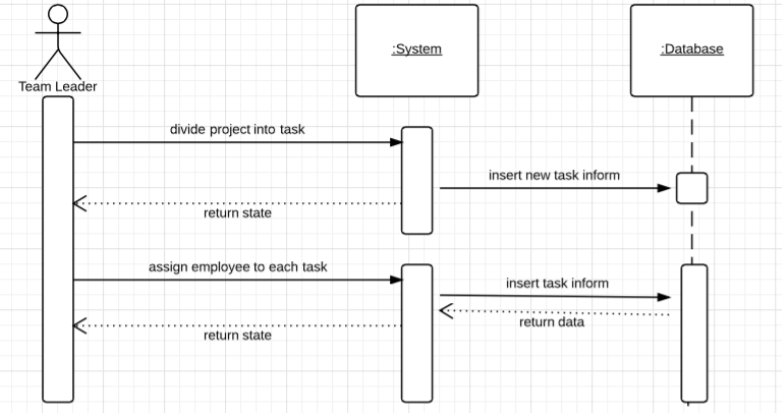 :System
:Database
Team Leader
divide project into task
insert new task inform
return state
assign employee to each task
insert task inform
return data
return state